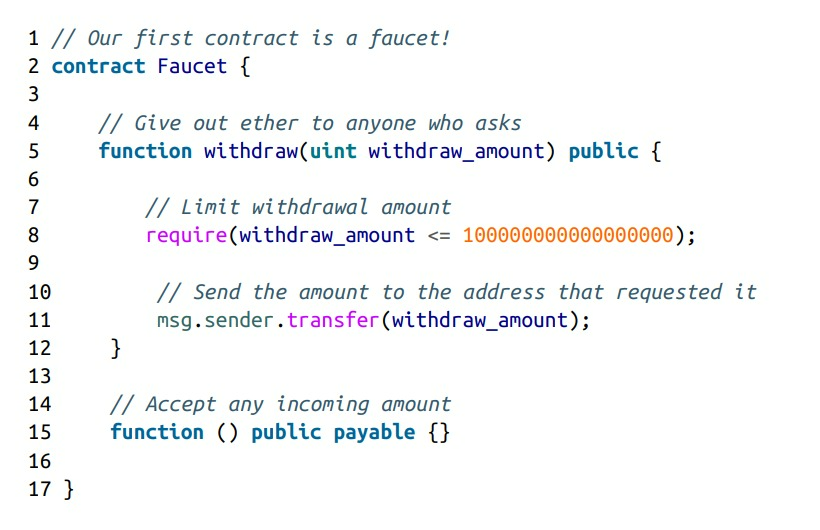 1 // Our first contract is a faucet!
2 contract Faucet {
3
4     // Give out ether to anyone who asks
5     function withdraw(uint withdraw_amount) public {
6
7         // Limit withdrawal amount
8         require(withdraw_amount <= 100000000000000000);
9
10         // Send the amount to the address that requested it
11         msg.sender.transfer(withdraw_amount);
12     }
13
14     // Accept any incoming amount
15     function () public payable {}
16
17 }